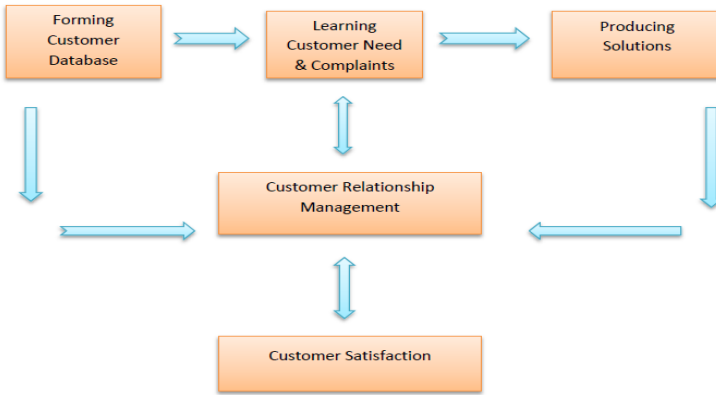 Forming
Customer
Database
Learning
Customer Need
& Complaints
Producing
Solutions
Customer Relationship
Management
Customer Satisfaction